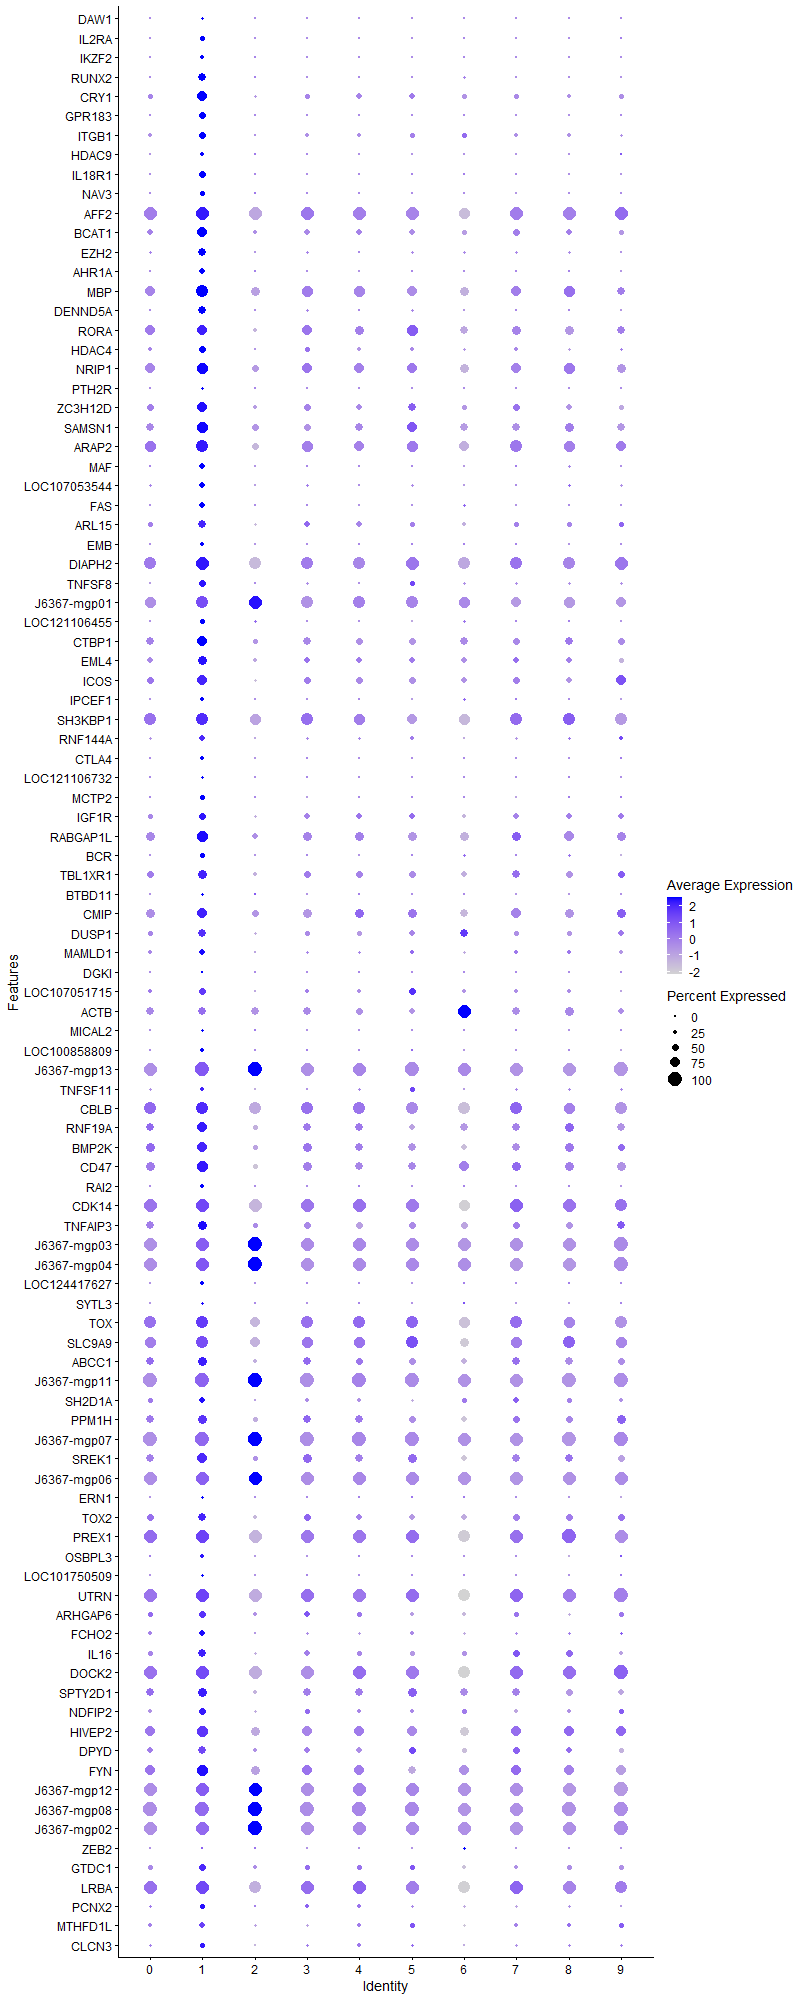 DAW1
IL2RA
IKZF2
RUNX2
CRY1
GPR183
ITGB1
HDAC9
IL18R1
NAV3
AFF2
BCAT1
EZH2
AHR1A
MBP
DENND5A
RORA
HDAC4
NRIP1
PTH2R
ZC3H12D
SAMSN1
ARAP2
MAF
LOC107053544
FAS
ARL15
EMB
DIAPH2
TNFSF8
J6367-mgp01
LOC121106455
CTBP1
EML4
ICOS
IPCEF1
SH3KBP1
RNF144A
CTLA4
LOC121106732
MCTP2
IGF1R
RABGAP1L
BCR
TBL1XR1
BTBD11
CMIP
DUSP1
MAMLD1
DGKI
LOC107051715
ACTB
MICAL2
LOC100858809
J6367-mgp13
TNFSF11
CBLB
RNF19A
BMP2K
CD47
RAI2
CDK14
TNFAIP3
J6367-mgp03
J6367-mgp04
LOC124417627
SYTL3
TOX
SLC9A9
ABCC1
J6367-mgp11
SH2D1A
PPM1H
J6367-mgp07
SREK1
J6367-mgp06
ERN1
TOX2
PREX1
OSBPL3
LOC101750509
UTRN
ARHGAP6
FCHO2
IL16
DOCK2
SPTY2D1
NDFIP2
HIVEP2
DPYD
FYN
J6367-mgp12
J6367-mgp08
J6367-mgp02
ZEB2
GTDC1
LRBA
PCNX2
MTHFD1L
CLCN3
Features
0 1 2 3 4 5 6 7 8 9
Identity
Average Expression
2
1
0
-1
-2
Percent Expressed
0
25
50
75
100